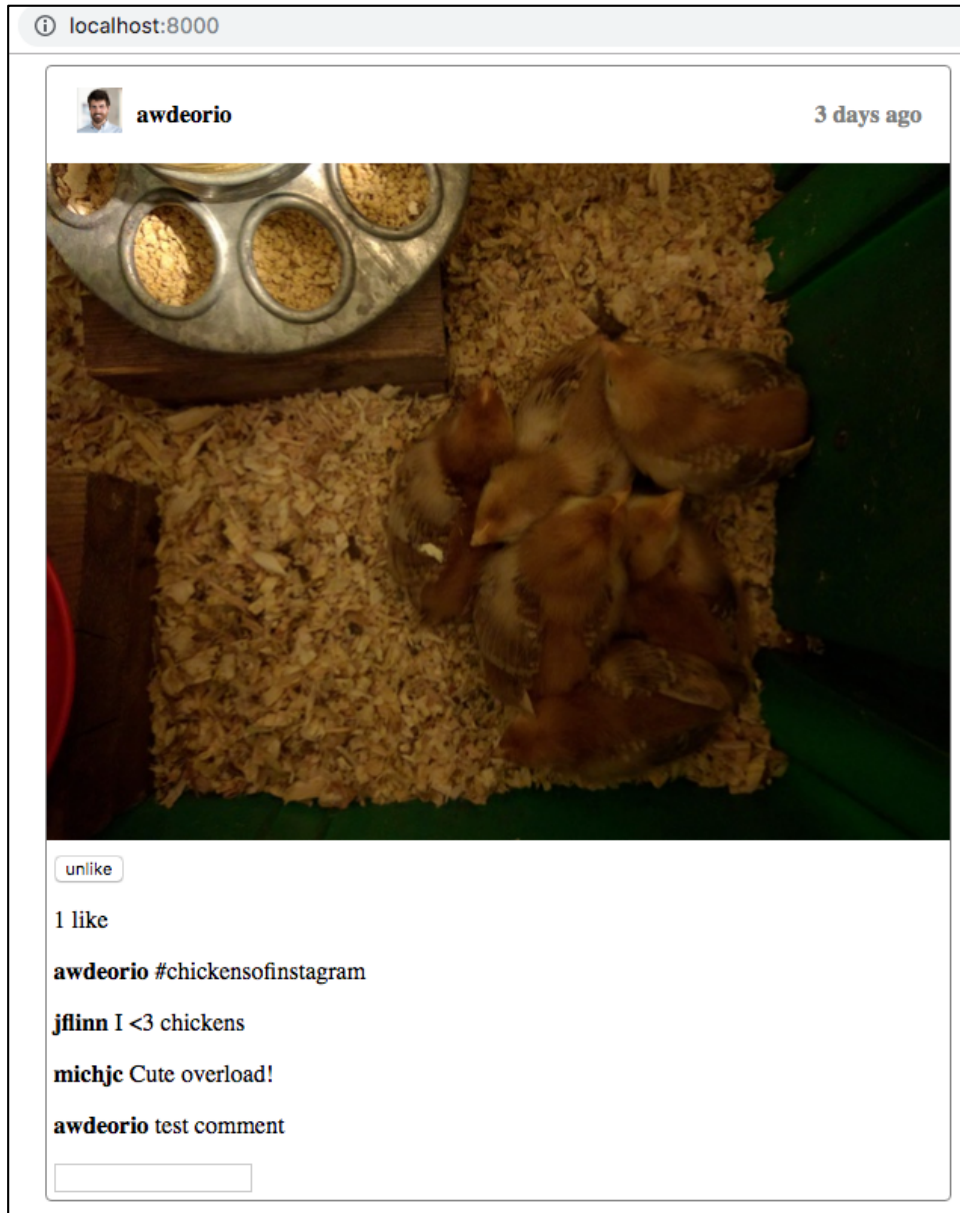 localhost:8000
awdeorio 3 days ago
unlike
1 like
awdeorio #chickensofinstagram
jflinn I <3 chickens
michjc Cute overload!
awdeorio test comment